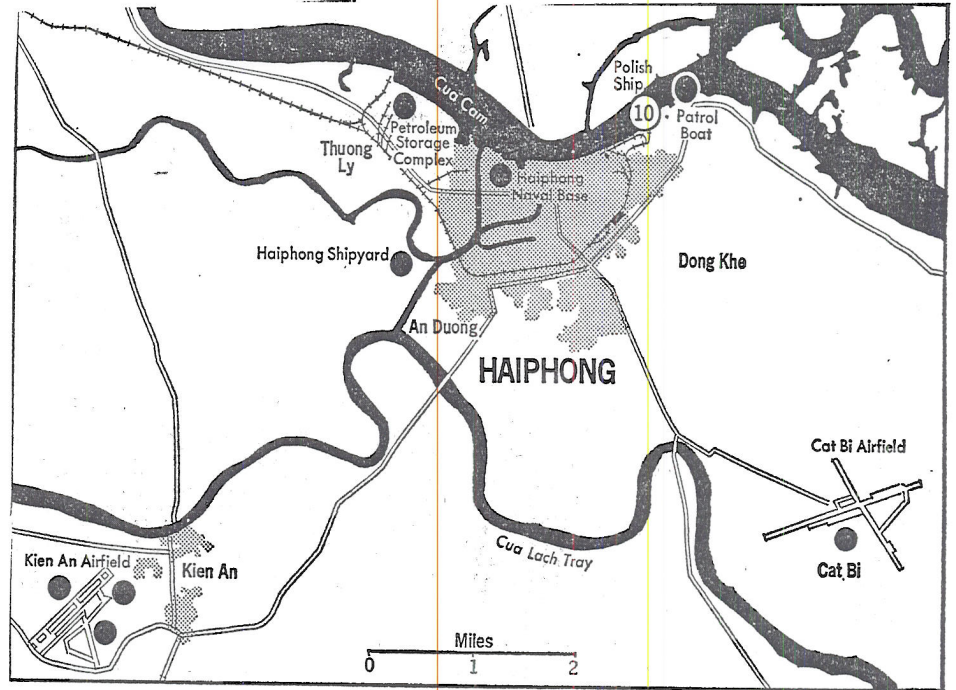 Cua Cam
Polish
Ship
10
Patrol
Boat
Petroleum
Storage
Complex
Thuong
Ly
Haiphong
Naval Base
Haiphong Shipyard
Dong Khe
An Duong
HAIPHONG
Cat Bi Airfield
Cua Lach Tray
Cat Bi
Kien An Airfield
Kien An
Miles
0 1 2